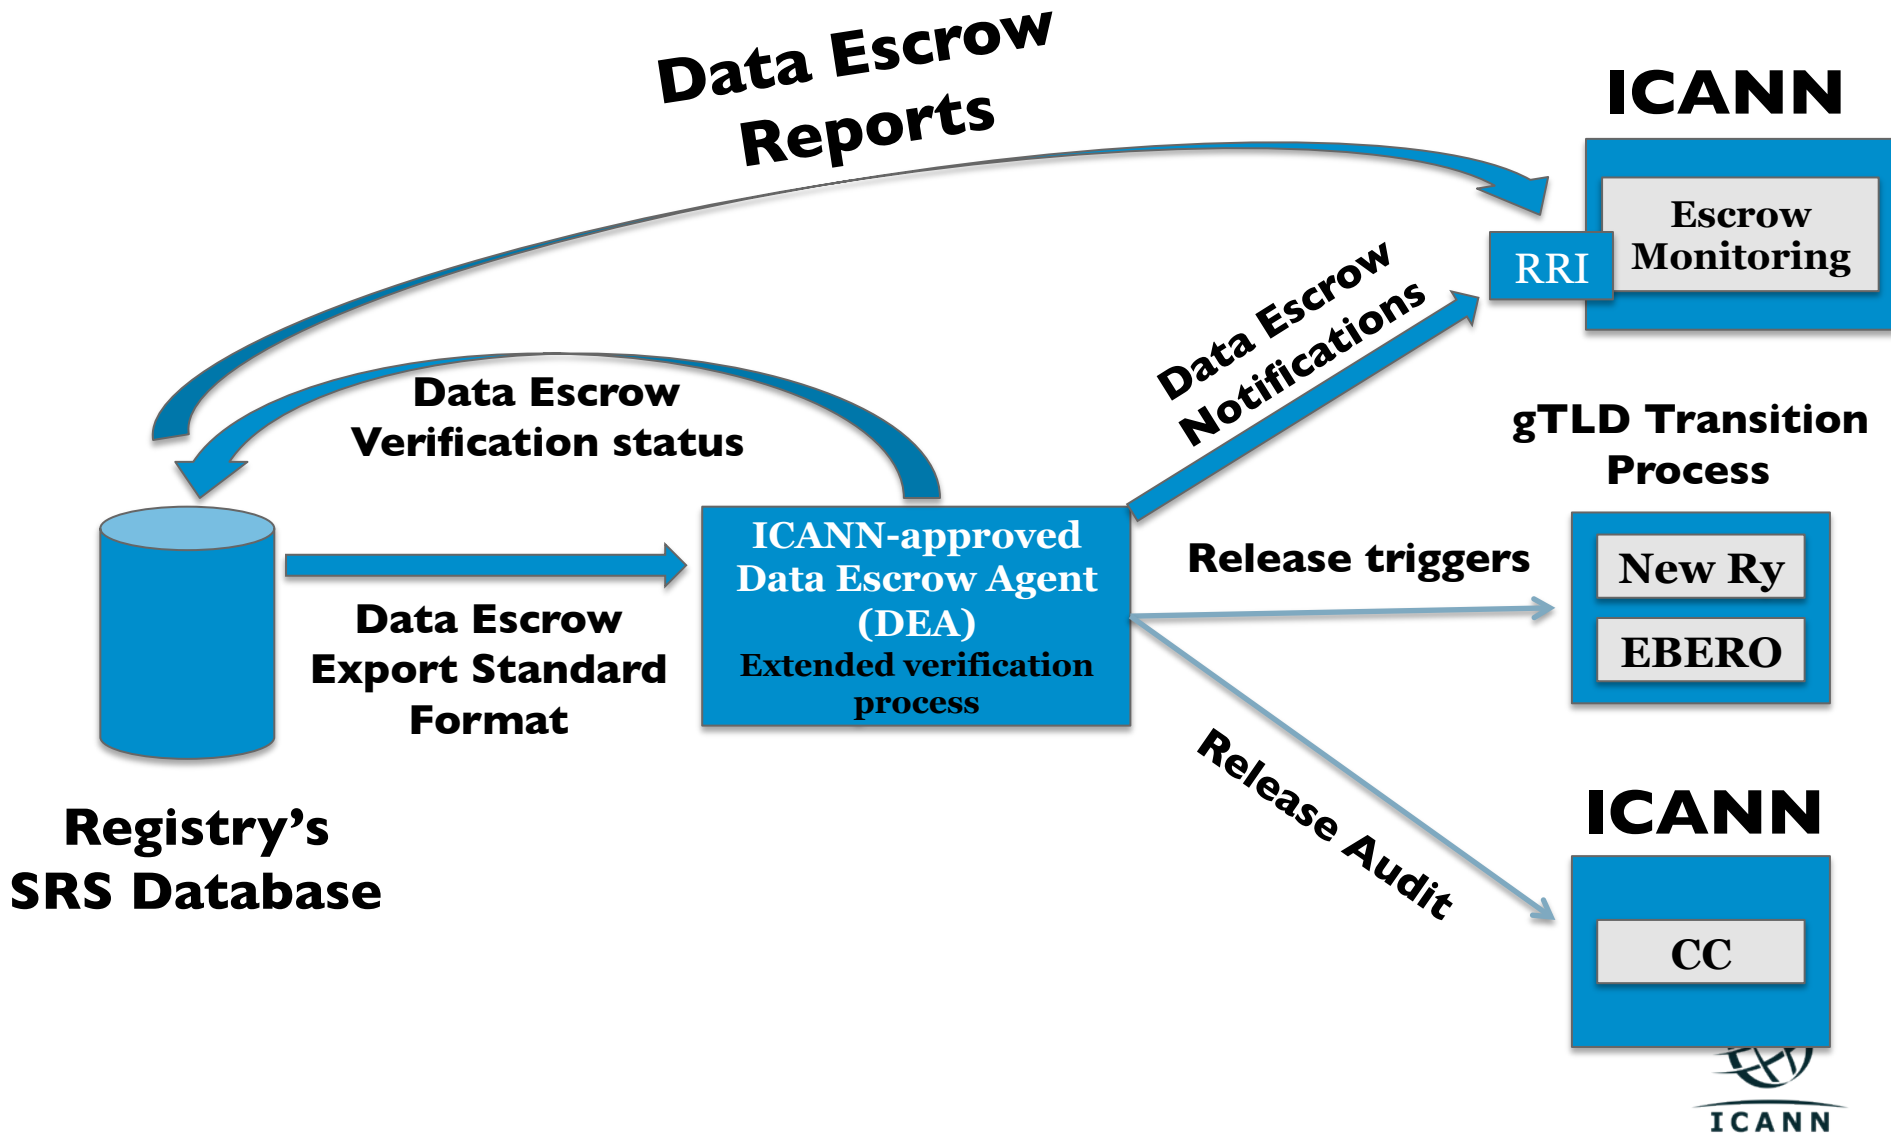 Data Escrow
Reports
ICANN
Escrow
Monitoring
RRI
Data Escrow
Notifications
Data Escrow
Verification status
gTLD Transition
Process
ICANN-approved
Data Escrow Agent
(DEA)
Extended verification
process
Release triggers
New Ry
EBERO
Data Escrow
Export Standard
Format
Release Audit
Registry’s
SRS Database
ICANN
CC
ICANN